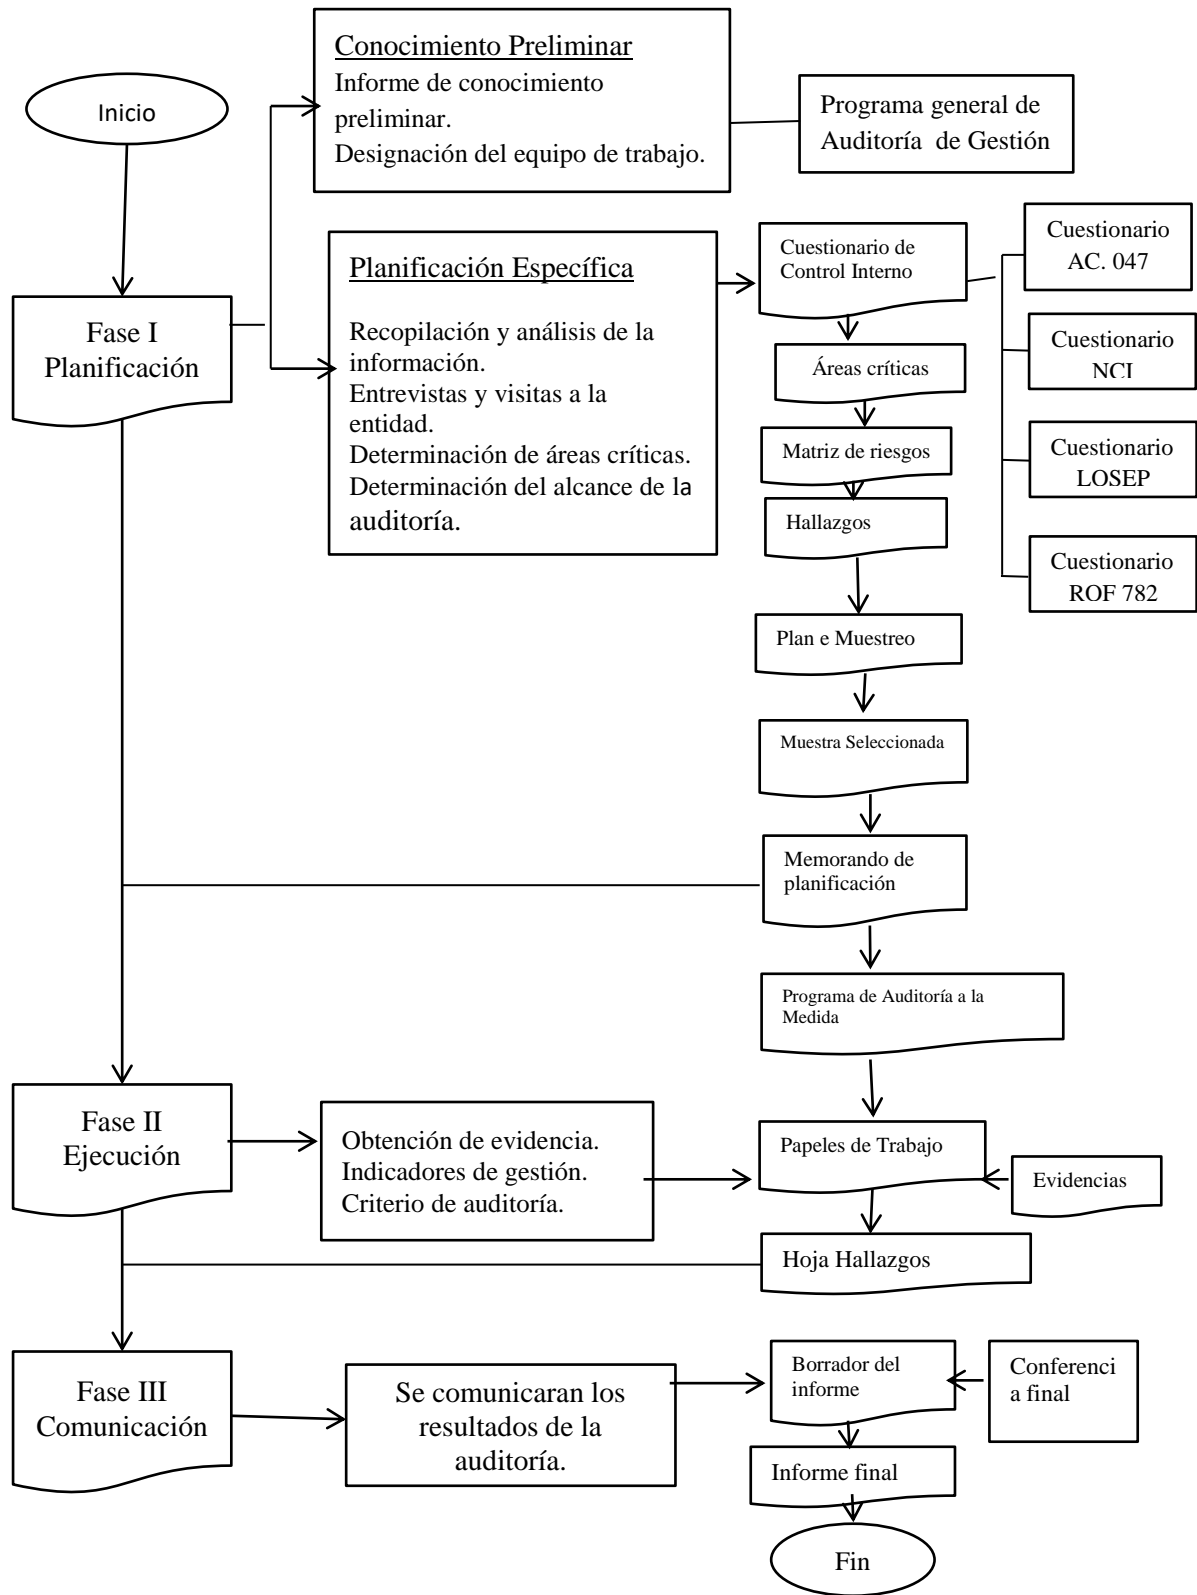 Inicio
Conocimiento Preliminar
Informe de conocimiento
preliminar.
Designación del equipo de trabajo.
Programa general de
Auditoría de Gestión
Fase I
Planificación
Planificación Específica
Recopilación y análisis de la
información.
Entrevistas y visitas a la
entidad.
Determinación de áreas críticas.
Determinación del alcance de la
auditoría.
Cuestionario de
Control Interno
Cuestionario
AC. 047
Cuestionario
NCI
Cuestionario
LOSEP
Cuestionario
ROF 782
Áreas críticas
Matriz de riesgos
Hallazgos
Plan e Muestreo
Muestra Seleccionada
Memorando de
planificación
Programa de Auditoría a la
Medida
Fase II
Ejecución
Obtención de evidencia.
Indicadores de gestión.
Criterio de auditoría.
Papeles de Trabajo
Evidencias
Hoja Hallazgos
Fase III
Comunicación
Se comunicaran los
resultados de la
auditoría.
Borrador del
informe
Conferenci
a final
Informe final
Fin